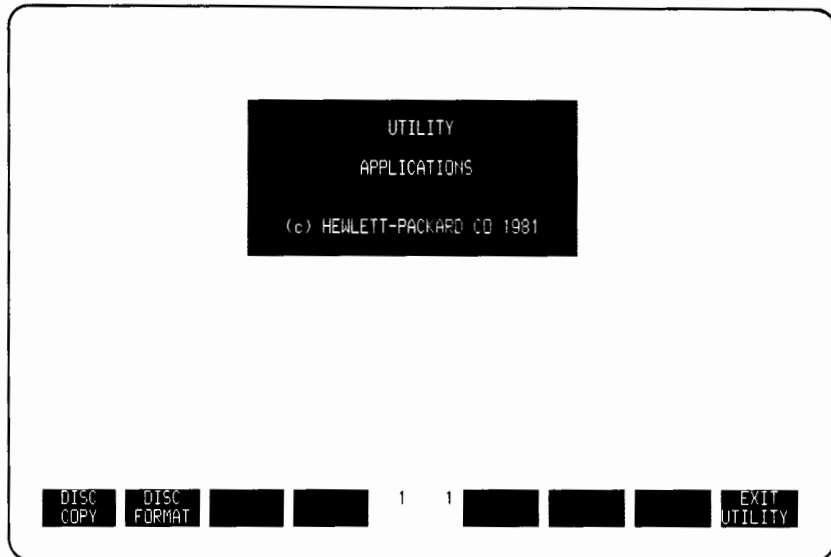 UTILITY
APPLICATIONS
(c) HEWLETT-PACKARD CO 1981
DISC COPY
DISC FORMAT
1 1
EXIT UTILITY